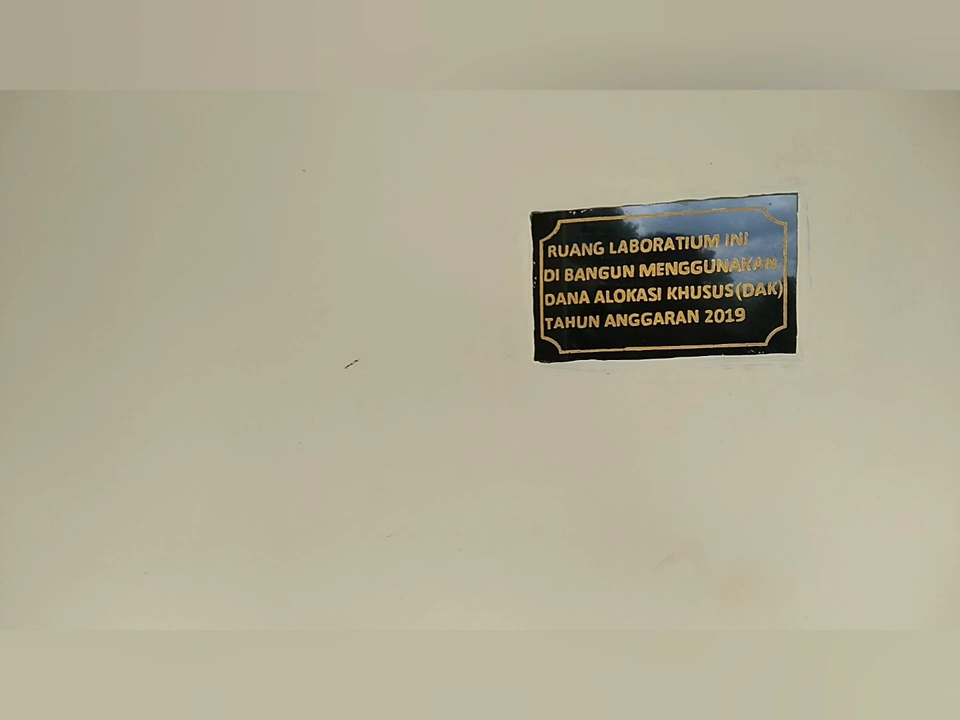 RUANG LABORATIUM INI
DI BANGUN MENGGUNAKAN
DANA ALOKASI KHUSUS (DAK)
TAHUN ANGGARAN 2019